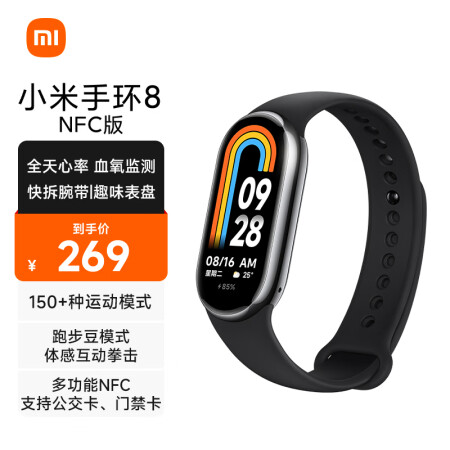 小米手环8
NFC版
全天心率 血氧监测
快拆腕带|趣味表盘
到手价
¥269
150+种运动模式
跑步豆模式
体感互动拳击
多功能NFC
支持公交卡、门禁卡
09
28
08/16 AM
星期二 25°
85%